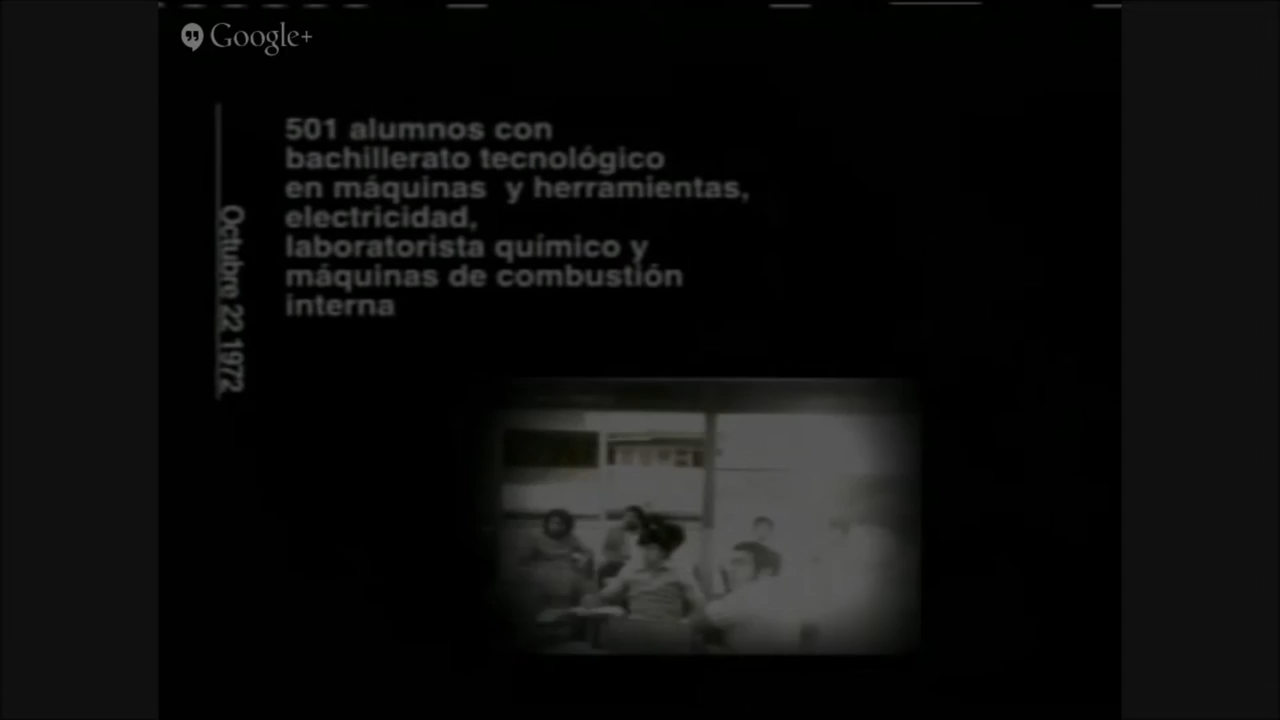 Google+
501 alumnos con
bachillerato tecnológico
en máquinas y herramientas,
electricidad,
laboratorista químico y
máquinas de combustión
interna
Octubre 22 1972